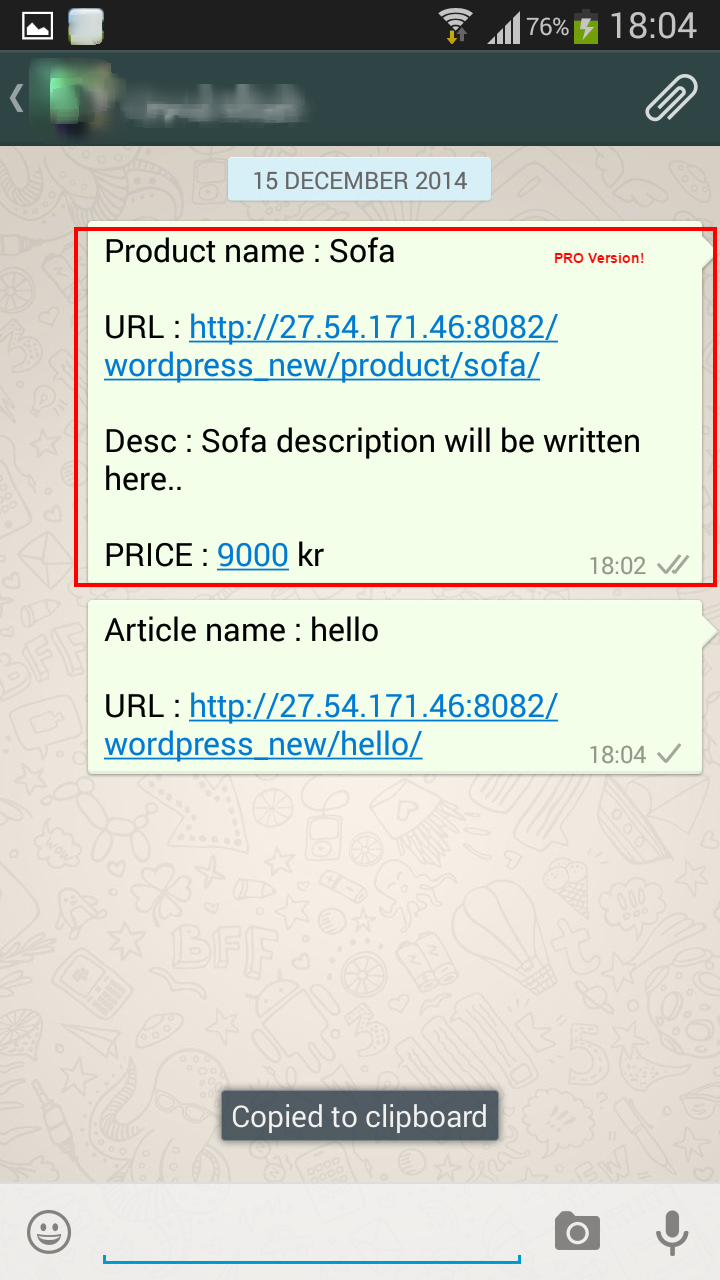 76% 18:04
15 DECEMBER 2014
Product name : Sofa
PRO Version!
URL : http://27.54.171.46:8082/
wordpress_new/product/sofa/
Desc : Sofa description will be written
here..
PRICE : 9000 kr
18:02
Article name : hello
URL : http://27.54.171.46:8082/
wordpress_new/hello/
18:04
Copied to clipboard